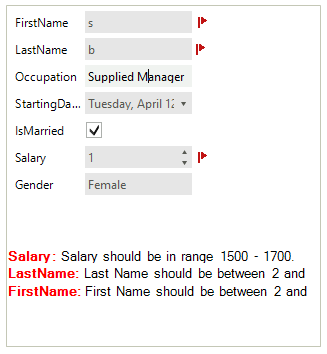 FirstName s
LastName b
Occupation Supplied Manager
StartingDa... Tuesday, April 12
IsMarried
Salary 1
Gender Female
Salary: Salary should be in range 1500 - 1700.
LastName: Last Name should be between 2 and
FirstName: First Name should be between 2 and